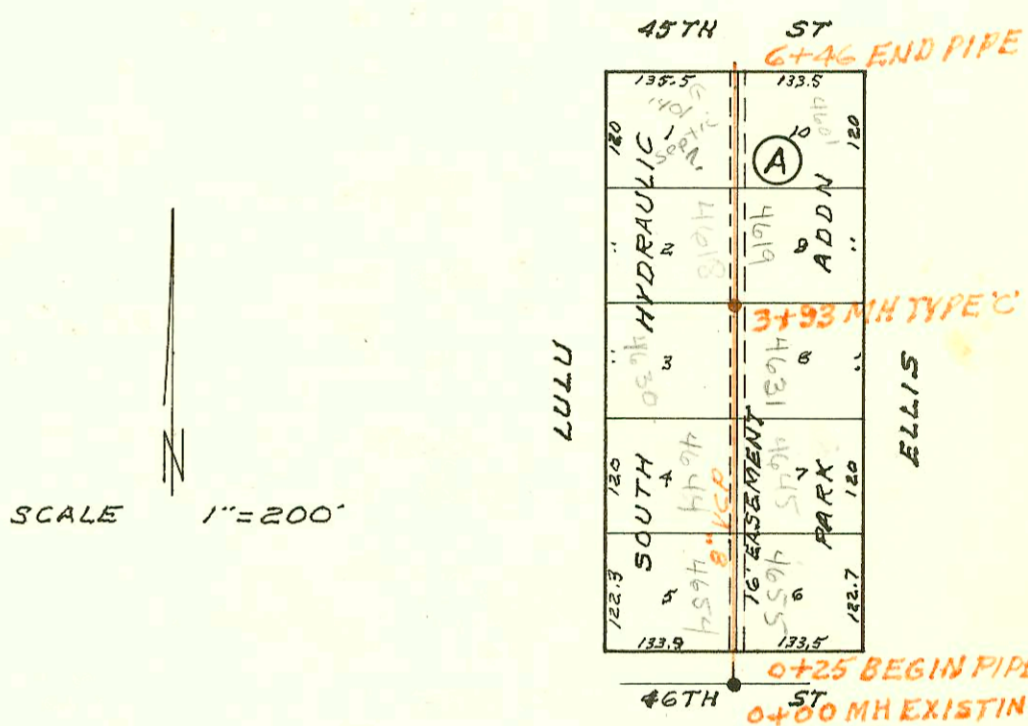 45TH ST
6+46 END PIPE
135.5 133.5
120 1 10 120
4601
A
HYDRAULIC ADDN
" 2 4618 4619 9 "
3+93 MH TYPE 'C'
" 3 4630 4631 8 "
LULU ELLIS
N
SCALE 1"=200'
SOUTH PARK
120 4 4644 4645 7 120
8" VSP
16' EASEMENT
122.3 5 4654 4655 6 122.7
133.9 133.5
0+25 BEGIN PIPE
46TH ST
0+00 MH EXISTIN